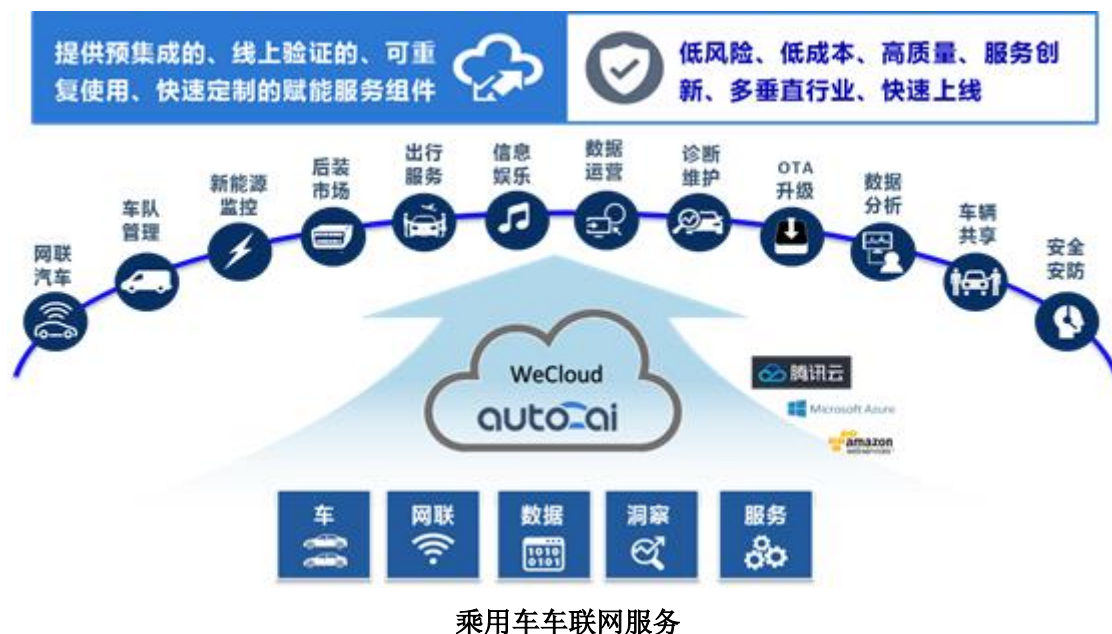 提供预集成的、线上验证的、可重
复使用、快速定制的赋能服务组件
低风险、低成本、高质量、服务创
新、多垂直行业、快速上线
网联
汽车
车队
管理
新能源
监控
后装
市场
出行
服务
信息
娱乐
数据
运营
诊断
维护
OTA
升级
数据
分析
车辆
共享
安全
安防
WeCloud
auto ai
腾讯云
Microsoft Azure
amazon
webservices
车
网联
数据
1010
0101
洞察
服务
乘用车车联网服务